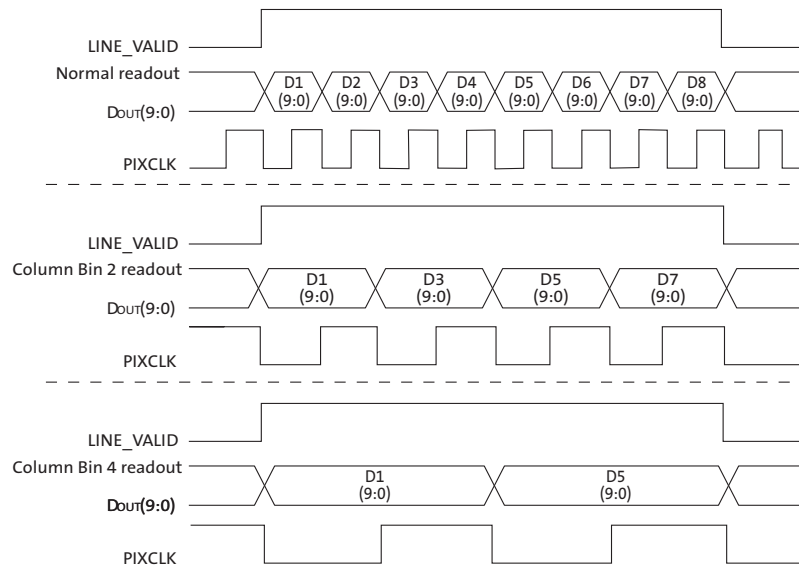 LINE_VALID
Normal readout
D1 D2 D3 D4 D5 D6 D7 D8
(9:0) (9:0) (9:0) (9:0) (9:0) (9:0) (9:0) (9:0)
DOUT(9:0)
PIXCLK
LINE_VALID
Column Bin 2 readout
D1 D3 D5 D7
(9:0) (9:0) (9:0) (9:0)
DOUT(9:0)
PIXCLK
LINE_VALID
Column Bin 4 readout
D1 D5
(9:0) (9:0)
DOUT(9:0)
PIXCLK